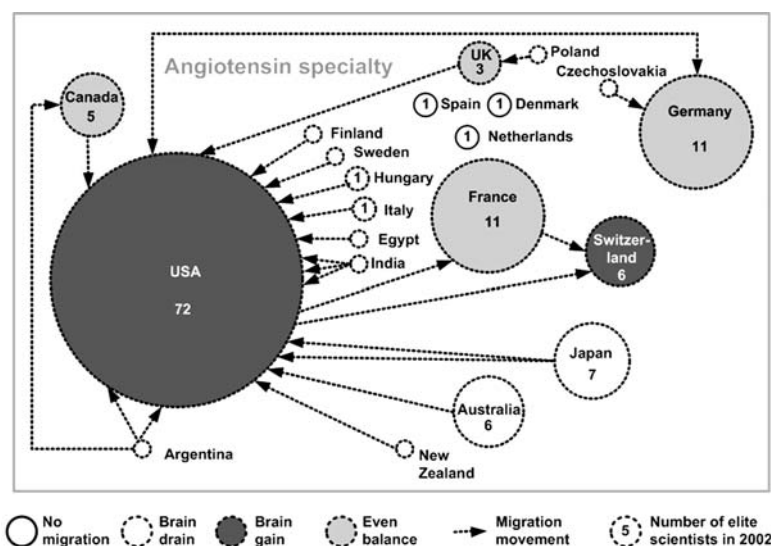 Angiotensin specialty
UK
3
Poland
Czechoslovakia
Canada
5
1 Spain
1 Denmark
1 Netherlands
Germany
11
Finland
Sweden
1 Hungary
1 Italy
Egypt
India
France
11
Switzer-
land
6
USA
72
Japan
7
Australia
6
Argentina
New
Zealand
No
migration
Brain
drain
Brain
gain
Even
balance
Migration
movement
5
Number of elite
scientists in 2002